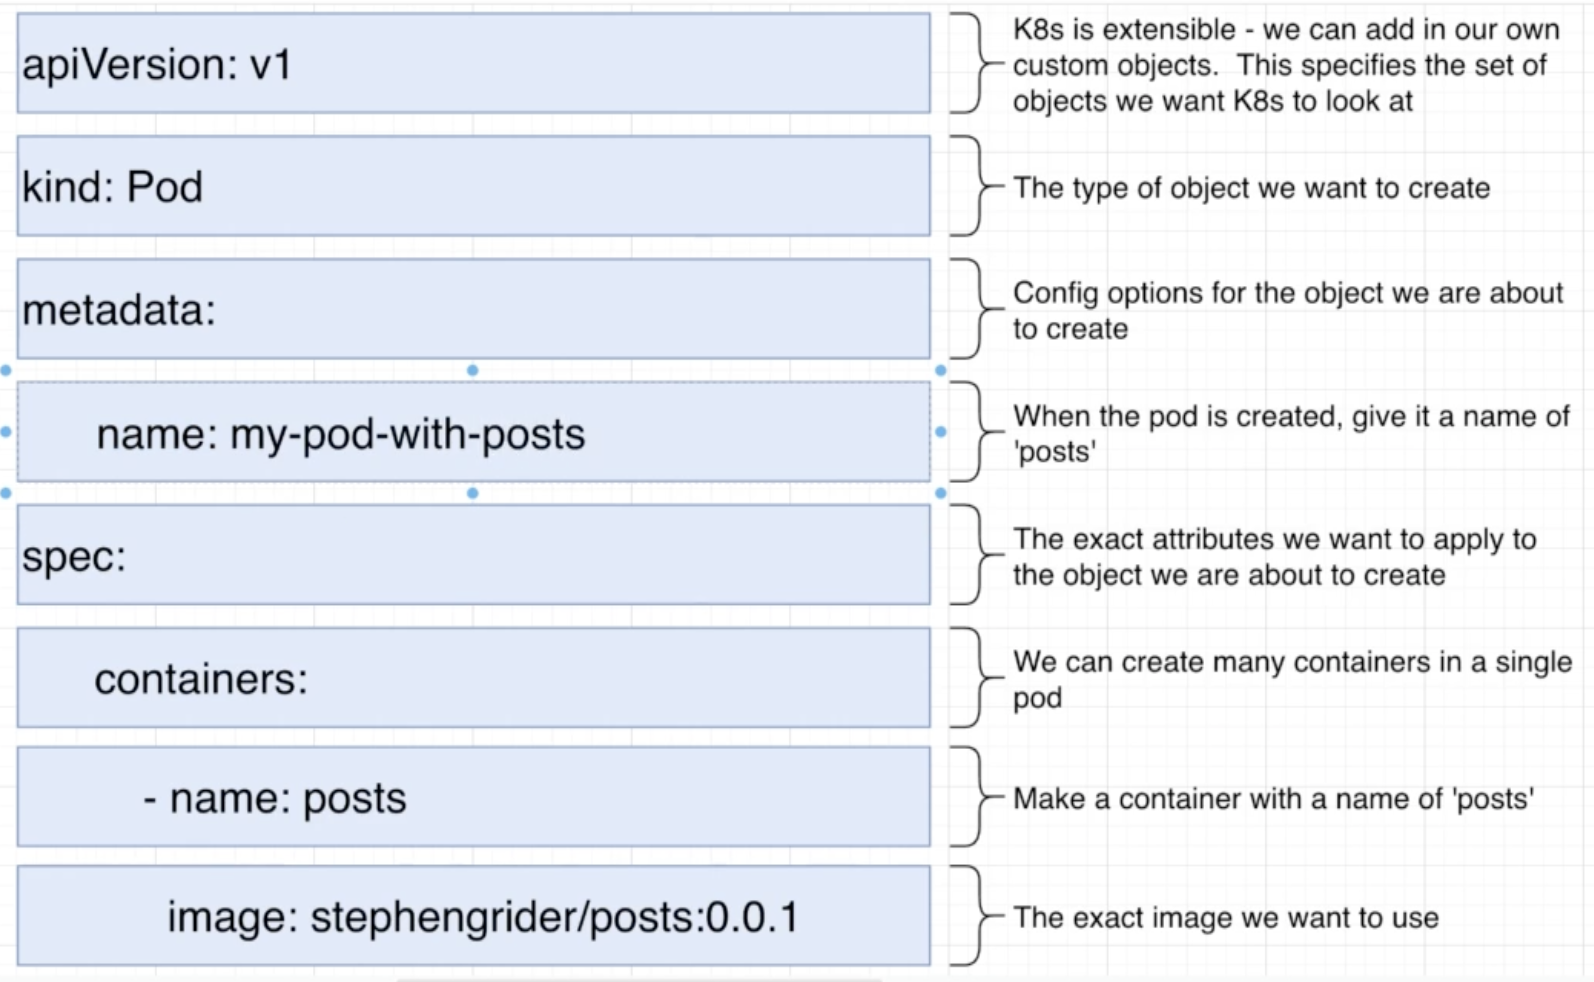 apiVersion: v1
K8s is extensible - we can add in our own
custom objects.  This specifies the set of
objects we want K8s to look at
kind: Pod
The type of object we want to create
metadata:
Config options for the object we are about
to create
name: my-pod-with-posts
When the pod is created, give it a name of
'posts'
spec:
The exact attributes we want to apply to
the object we are about to create
containers:
We can create many containers in a single
pod
- name: posts
Make a container with a name of 'posts'
image: stephengrider/posts:0.0.1
The exact image we want to use